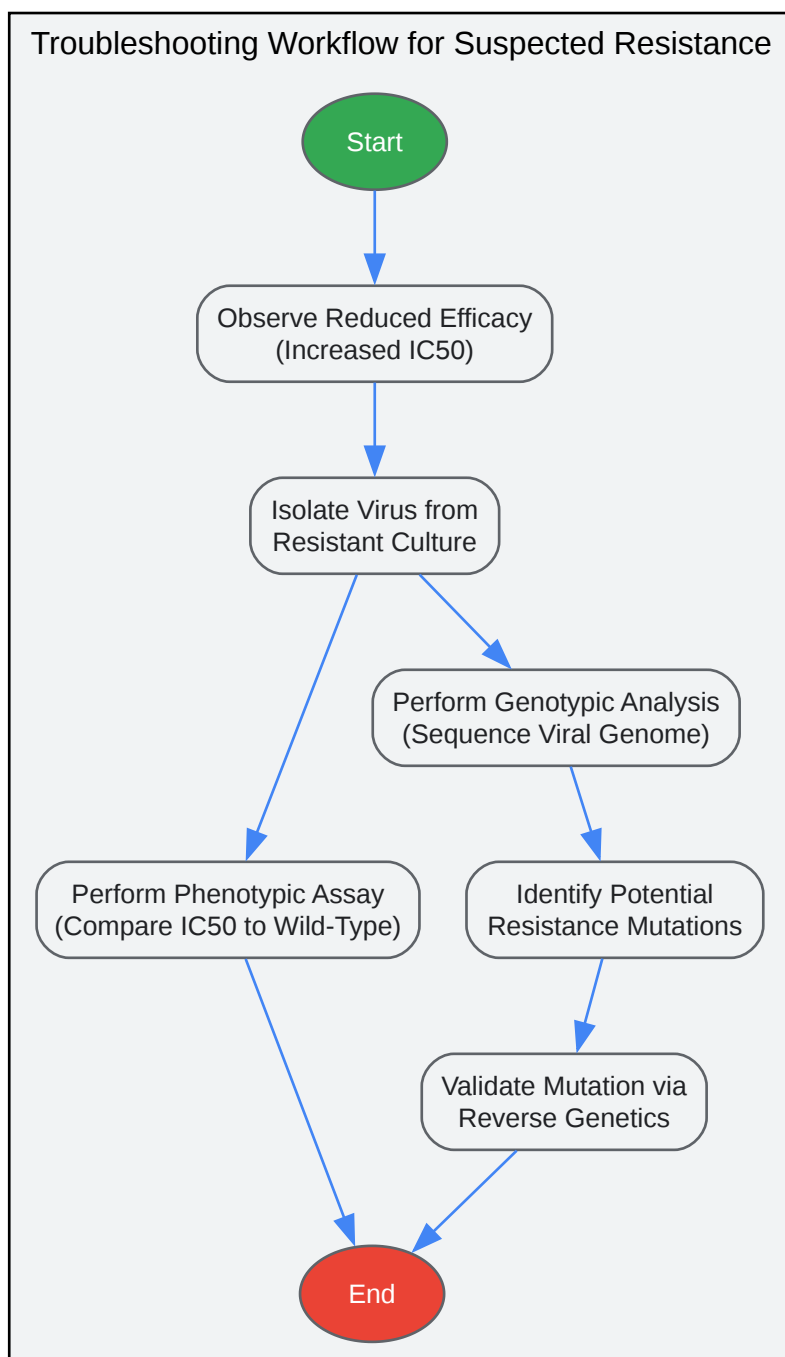 Troubleshooting Workflow for Suspected Resistance
Start
Observe Reduced Efficacy
(Increased IC50)
Isolate Virus from
Resistant Culture
Perform Genotypic Analysis
(Sequence Viral Genome)
Perform Phenotypic Assay
(Compare IC50 to Wild-Type)
Identify Potential
Resistance Mutations
Validate Mutation via
Reverse Genetics
End